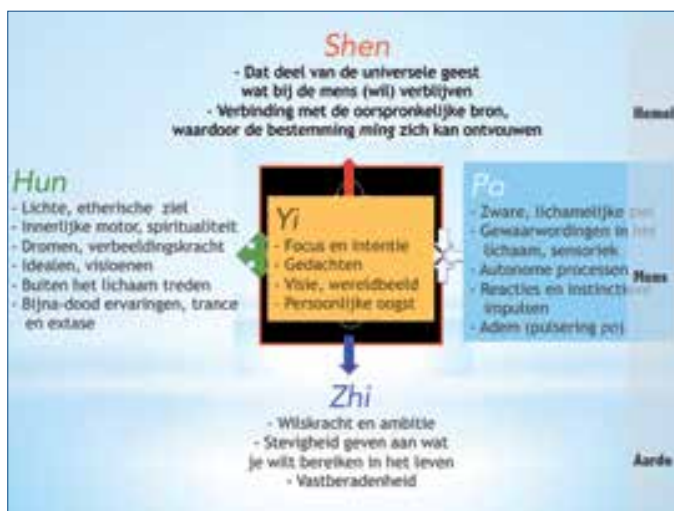 Shen
- Dat deel van de universele geest
wat bij de mens (wil) verblijven
- Verbinding met de oorspronkelijke bron,
waardoor de bestemming ming zich kan ontvouwen
Hemel
Hun
- Lichte, etherische ziel
- Innerlijke motor, spiritualiteit
- Dromen, verbeeldingskracht
- Idealen, visioenen
- Buiten het lichaam treden
- Bijna-dood ervaringen, trance
en extase
Yi
- Focus en intentie
- Gedachten
- Visie, wereldbeeld
- Persoonlijke oogst
Po
- Zware, lichamelijke ziel
- Gewaarwordingen in het
lichaam, sensoriek
- Autonome processen
- Reacties en instinctieve
impulsen
- Adem (pulsering po)
Mens
Zhi
- Wilskracht en ambitie
- Stevigheid geven aan wat
je wilt bereiken in het leven
- Vastberadenheid
Aarde